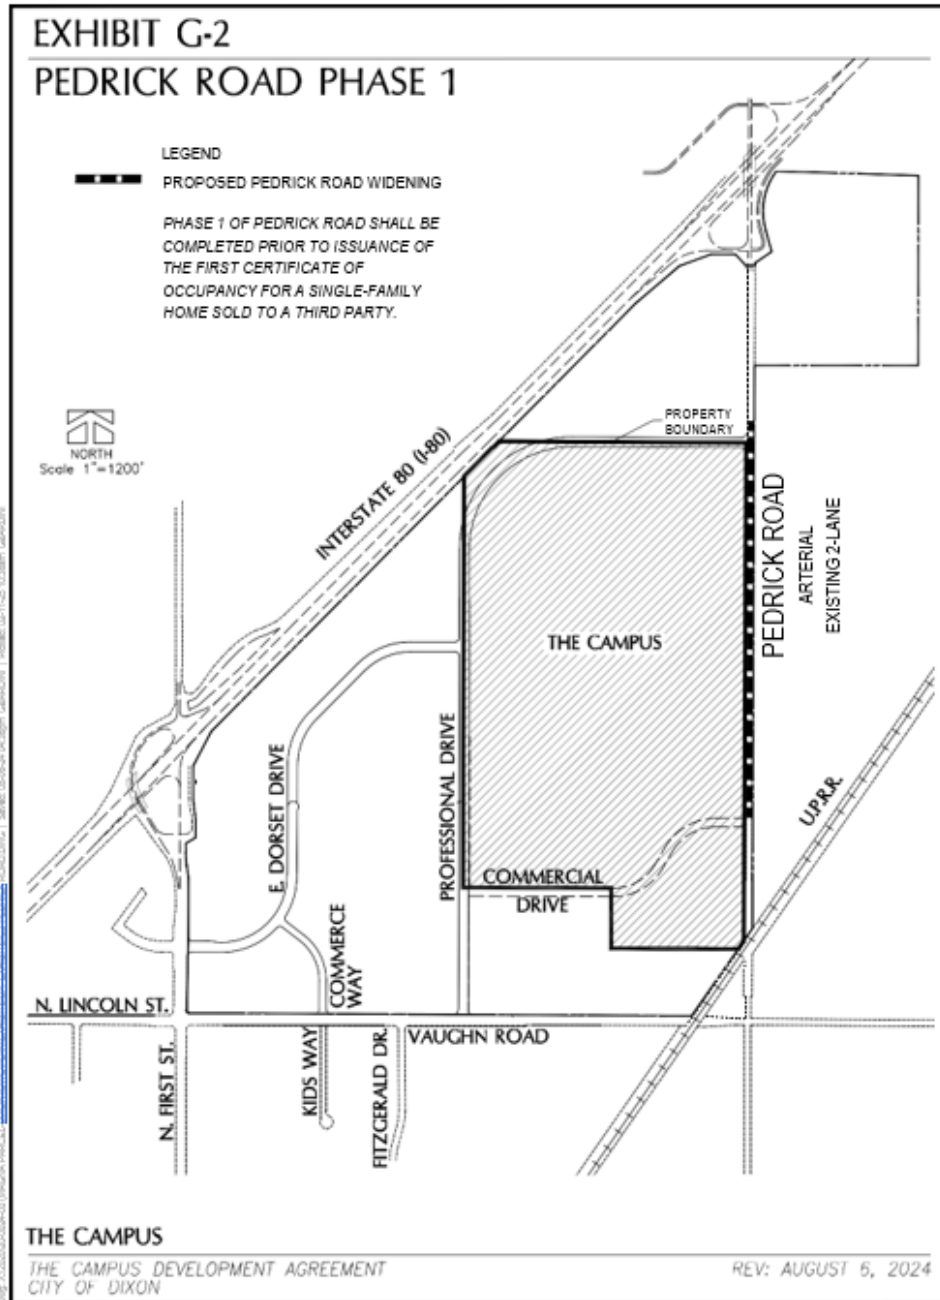 EXHIBIT G-2
PEDRICK ROAD PHASE 1
LEGEND
PROPOSED PEDRICK ROAD WIDENING
PHASE 1 OF PEDRICK ROAD SHALL BE
COMPLETED PRIOR TO ISSUANCE OF
THE FIRST CERTIFICATE OF
OCCUPANCY FOR A SINGLE-FAMILY
HOME SOLD TO A THIRD PARTY.
NORTH
Scale 1"=1200'
INTERSTATE 80 (I-80)
PROPERTY
BOUNDARY
PEDRICK ROAD
ARTERIAL
EXISTING 2-LANE
THE CAMPUS
E. DORSET DRIVE
PROFESSIONAL DRIVE
U.P.R.R.
COMMERCIAL
DRIVE
COMMERCE
WAY
N. LINCOLN ST.
VAUGHN ROAD
N. FIRST ST.
KIDS WAY
FITZGERALD DR.
THE CAMPUS
THE CAMPUS DEVELOPMENT AGREEMENT
CITY OF DIXON
REV: AUGUST 6, 2024